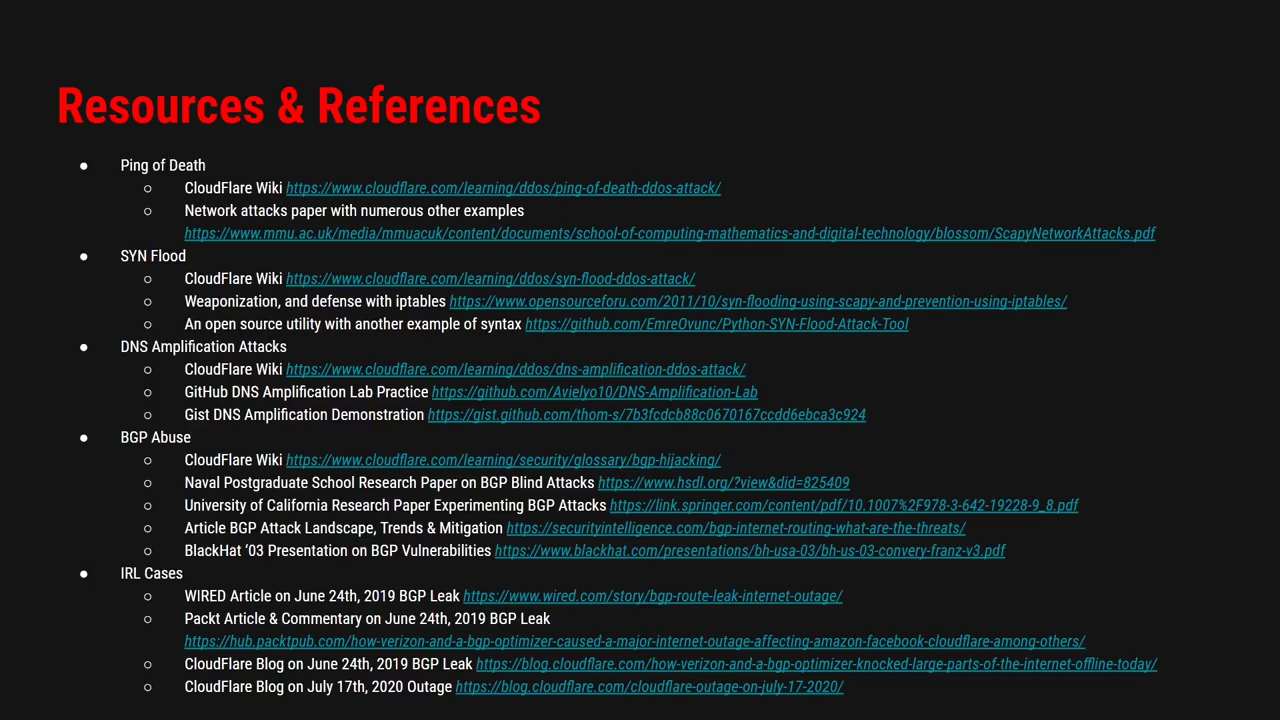 Resources & References
● Ping of Death
○ CloudFlare Wiki https://www.cloudflare.com/learning/ddos/ping-of-death-ddos-attack/
○ Network attacks paper with numerous other examples
https://www.mmu.ac.uk/media/mmuacuk/content/documents/school-of-computing-mathematics-and-digital-technology/blossom/ScapyNetworkAttacks.pdf
● SYN Flood
○ CloudFlare Wiki https://www.cloudflare.com/learning/ddos/syn-flood-ddos-attack/
○ Weaponization, and defense with iptables https://www.opensourceforu.com/2011/10/syn-flooding-using-scapy-and-prevention-using-iptables/
○ An open source utility with another example of syntax https://github.com/EmreOvunc/Python-SYN-Flood-Attack-Tool
● DNS Amplification Attacks
○ CloudFlare Wiki https://www.cloudflare.com/learning/ddos/dns-amplification-ddos-attack/
○ GitHub DNS Amplification Lab Practice https://github.com/Avielyo10/DNS-Amplification-Lab
○ Gist DNS Amplification Demonstration https://gist.github.com/thom-s/7b3fcdcb88c0670167ccdd6ebca3c924
● BGP Abuse
○ CloudFlare Wiki https://www.cloudflare.com/learning/security/glossary/bgp-hijacking/
○ Naval Postgraduate School Research Paper on BGP Blind Attacks https://www.hsdl.org/?view&did=825409
○ University of California Research Paper Experimenting BGP Attacks https://link.springer.com/content/pdf/10.1007%2F978-3-642-19228-9_8.pdf
○ Article BGP Attack Landscape, Trends & Mitigation https://securityintelligence.com/bgp-internet-routing-what-are-the-threats/
○ BlackHat ‘03 Presentation on BGP Vulnerabilities https://www.blackhat.com/presentations/bh-usa-03/bh-us-03-convery-franz-v3.pdf
● IRL Cases
○ WIRED Article on June 24th, 2019 BGP Leak https://www.wired.com/story/bgp-route-leak-internet-outage/
○ Packt Article & Commentary on June 24th, 2019 BGP Leak
https://hub.packtpub.com/how-verizon-and-a-bgp-optimizer-caused-a-major-internet-outage-affecting-amazon-facebook-cloudflare-among-others/
○ CloudFlare Blog on June 24th, 2019 BGP Leak https://blog.cloudflare.com/how-verizon-and-a-bgp-optimizer-knocked-large-parts-of-the-internet-offline-today/
○ CloudFlare Blog on July 17th, 2020 Outage https://blog.cloudflare.com/cloudflare-outage-on-july-17-2020/